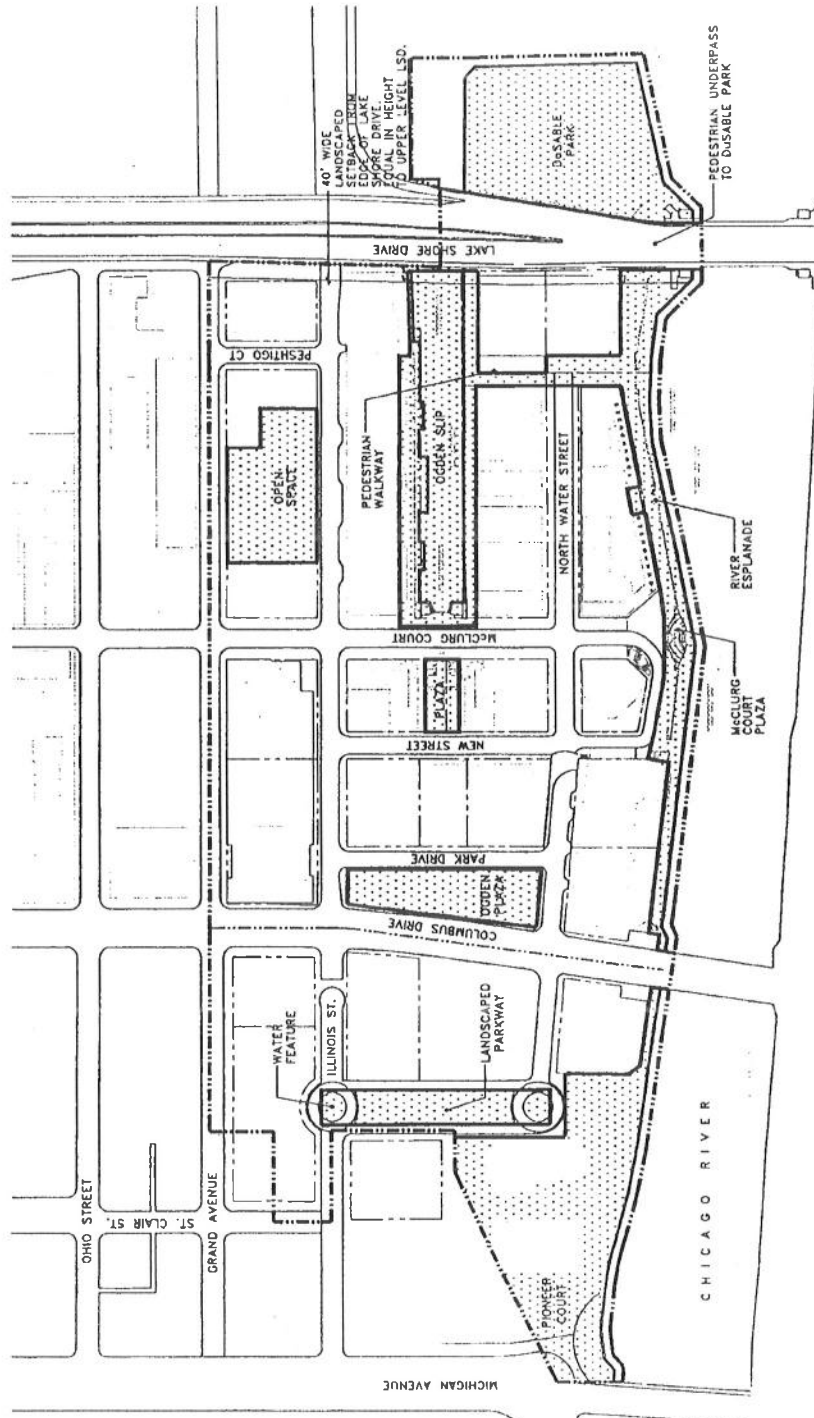 40' WIDE
LANDSCAPED
SETBACK FROM
EDGE OF LAKE
SHORE DRIVE.
EQUAL IN HEIGHT
TO UPPER LEVEL LSD.
DuSABLE
PARK
PEDESTRIAN UNDERPASS
TO DuSABLE PARK
LAKE SHORE DRIVE
PESHTIGO CT
OPEN
SPACE
PEDESTRIAN
WALKWAY
OGDEN SLIP
NORTH WATER STREET
RIVER
ESPLANADE
McCLURG COURT
PLAZA
NEW STREET
McCLURG
COURT
PLAZA
PARK DRIVE
OGDEN
PLAZA
COLUMBUS DRIVE
WATER
FEATURE
ILLINOIS ST.
LANDSCAPED
PARKWAY
OHIO STREET
ST. CLAIR ST.
GRAND AVENUE
PIONEER
COURT
CHICAGO RIVER
MICHIGAN AVENUE